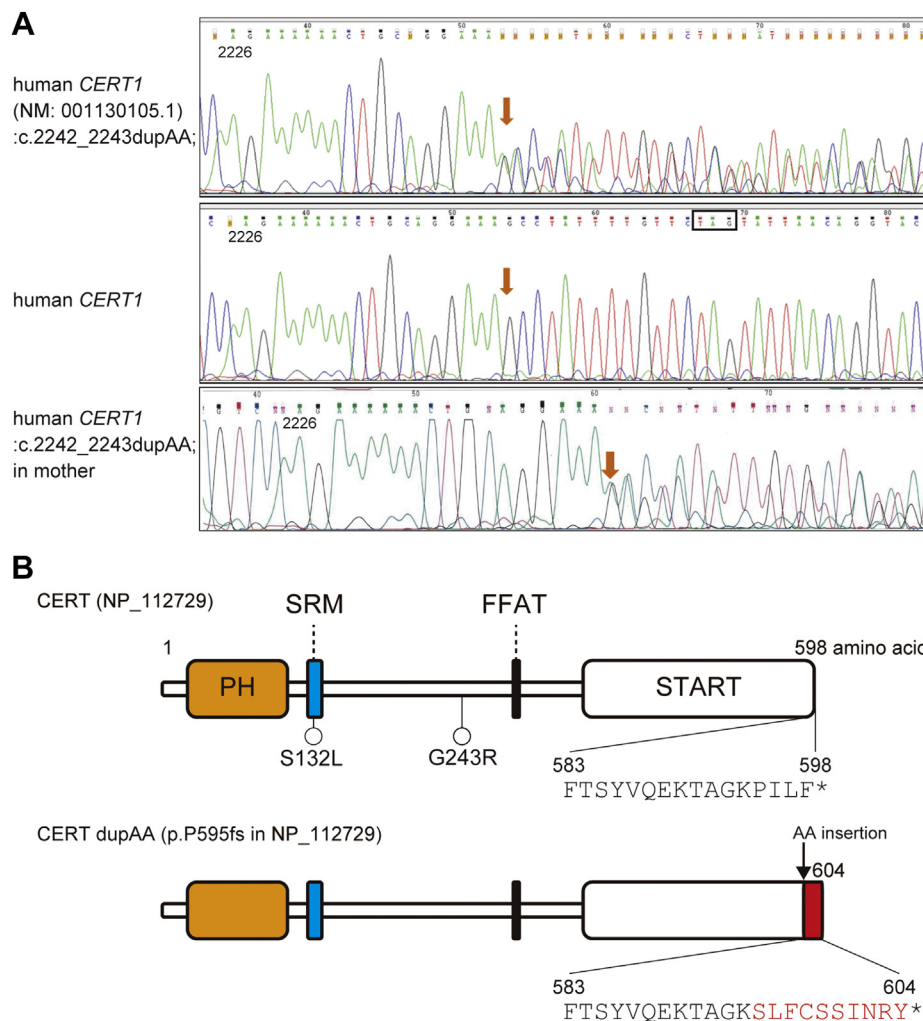 A
40 50 60 70 80
2226
human CERT1
(NM: 001130105.1)
:c.2242_2243dupAA;
40 50 60 70 80
C N A G A A A A A A C T G C A G G A A A G C C T A T T T T G T T C T A G T A T T A A C A G G T A C
2226
human CERT1
40 50 60 70
2226
human CERT1
:c.2242_2243dupAA;
in mother
B
CERT (NP_112729)
SRM FFAT
1 598 amino acid
PH START
S132L G243R
583 598
FTSYVQEKTAGKPILF*
CERT dupAA (p.P595fs in NP_112729)
AA insertion
604
583 604
FTSYVQEKTAGKSLFCSSINRY*